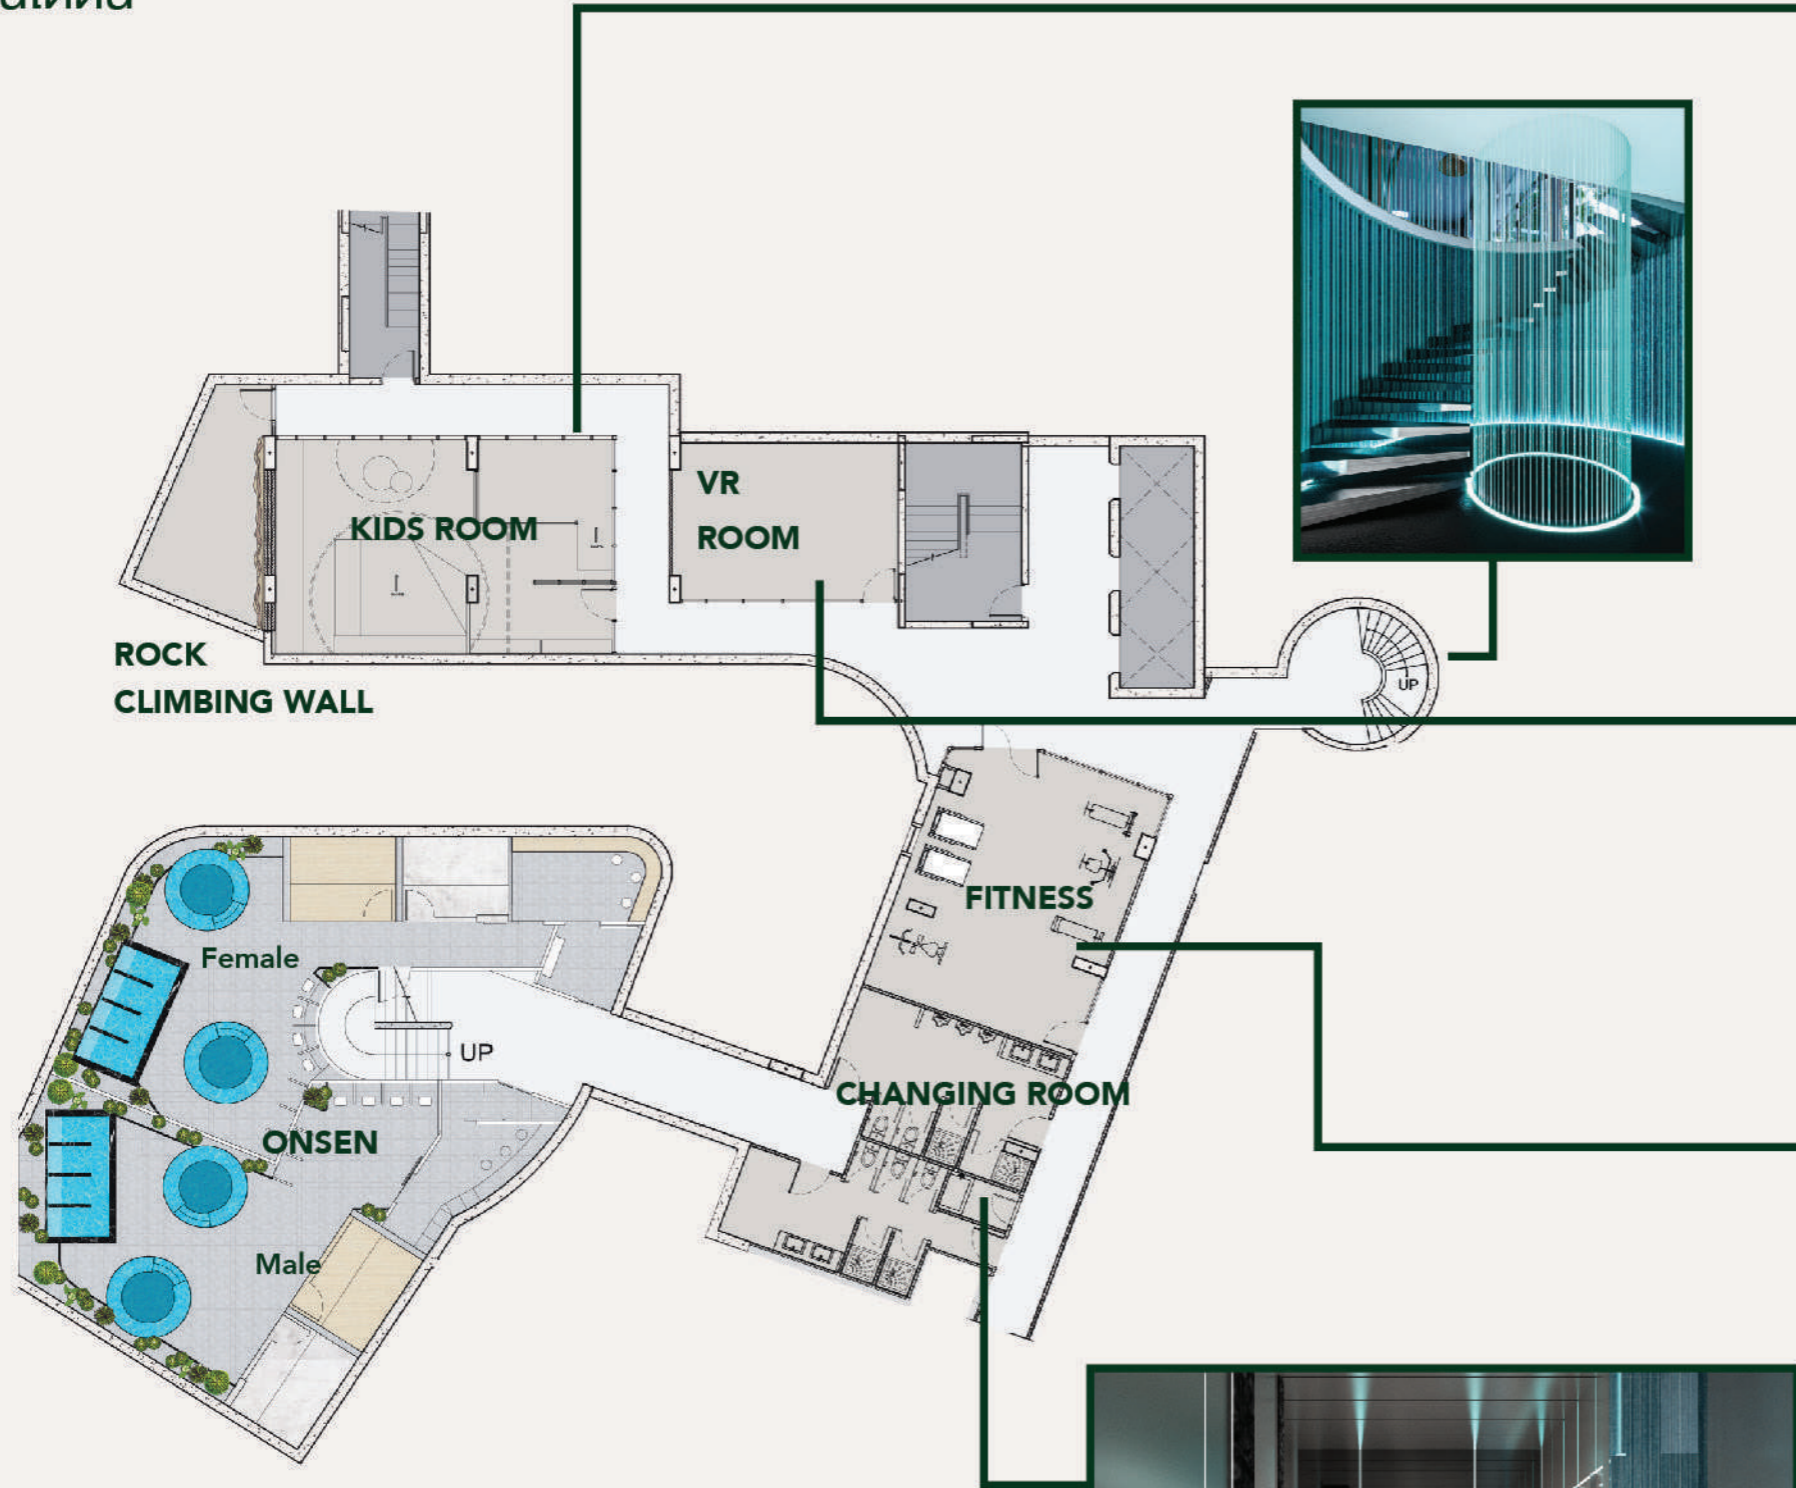 VR
ROOM
KIDS ROOM
ROCK
CLIMBING WALL
UP
FITNESS
Female
UP
CHANGING ROOM
ONSEN
Male